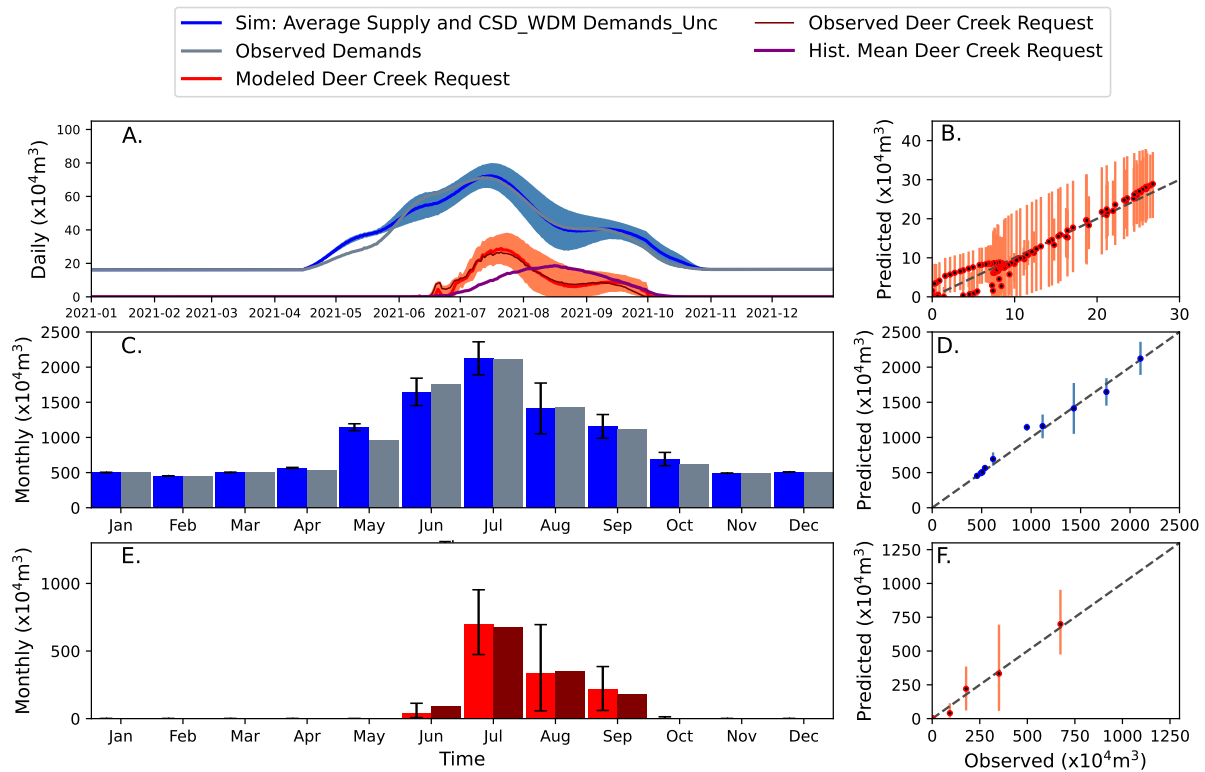 Sim: Average Supply and CSD_WDM Demands_Unc
Observed Demands
Modeled Deer Creek Request
Observed Deer Creek Request
Hist. Mean Deer Creek Request
A.
Daily (x10⁴m³)
100
80
60
40
20
0
2021-01 2021-02 2021-03 2021-04 2021-05 2021-06 2021-07 2021-08 2021-09 2021-10 2021-11 2021-12
B.
Predicted (x10⁴m³)
40
30
20
10
0
0 10 20 30
C.
Monthly (x10⁴m³)
2500
2000
1500
1000
500
0
Jan Feb Mar Apr May Jun Jul Aug Sep Oct Nov Dec
D.
Predicted (x10⁴m³)
2500
2000
1500
1000
500
0
0 500 1000 1500 2000 2500
E.
Monthly (x10⁴m³)
1000
500
0
Jan Feb Mar Apr May Jun Jul Aug Sep Oct Nov Dec
Time
F.
Predicted (x10⁴m³)
1250
1000
750
500
250
0
0 250 500 750 1000 1250
Observed (x10⁴m³)